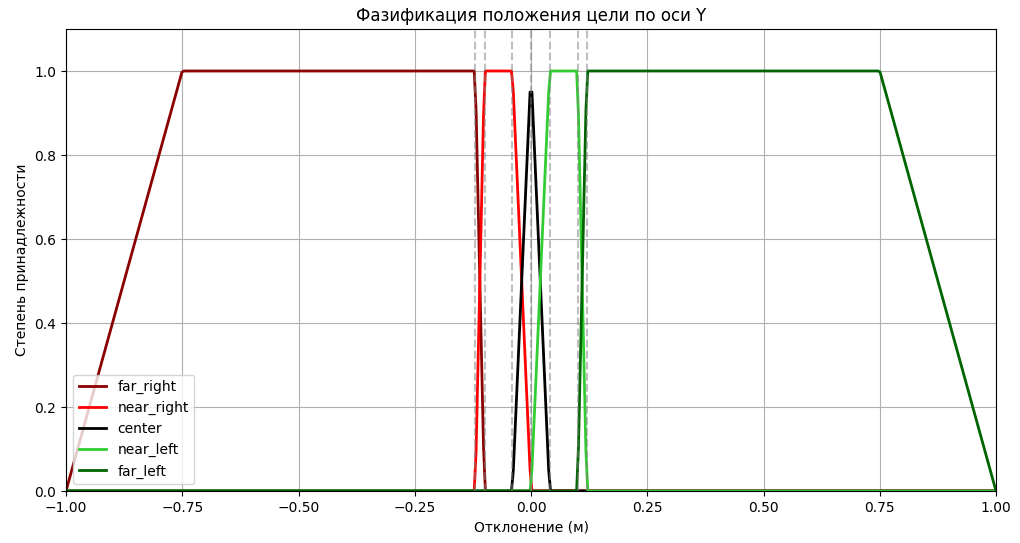 Фазификация положения цели по оси Y
Степень принадлежности
1.0
0.8
0.6
0.4
0.2
0.0
far_right
near_right
center
near_left
far_left
−1.00 −0.75 −0.50 −0.25 0.00 0.25 0.50 0.75 1.00
Отклонение (м)